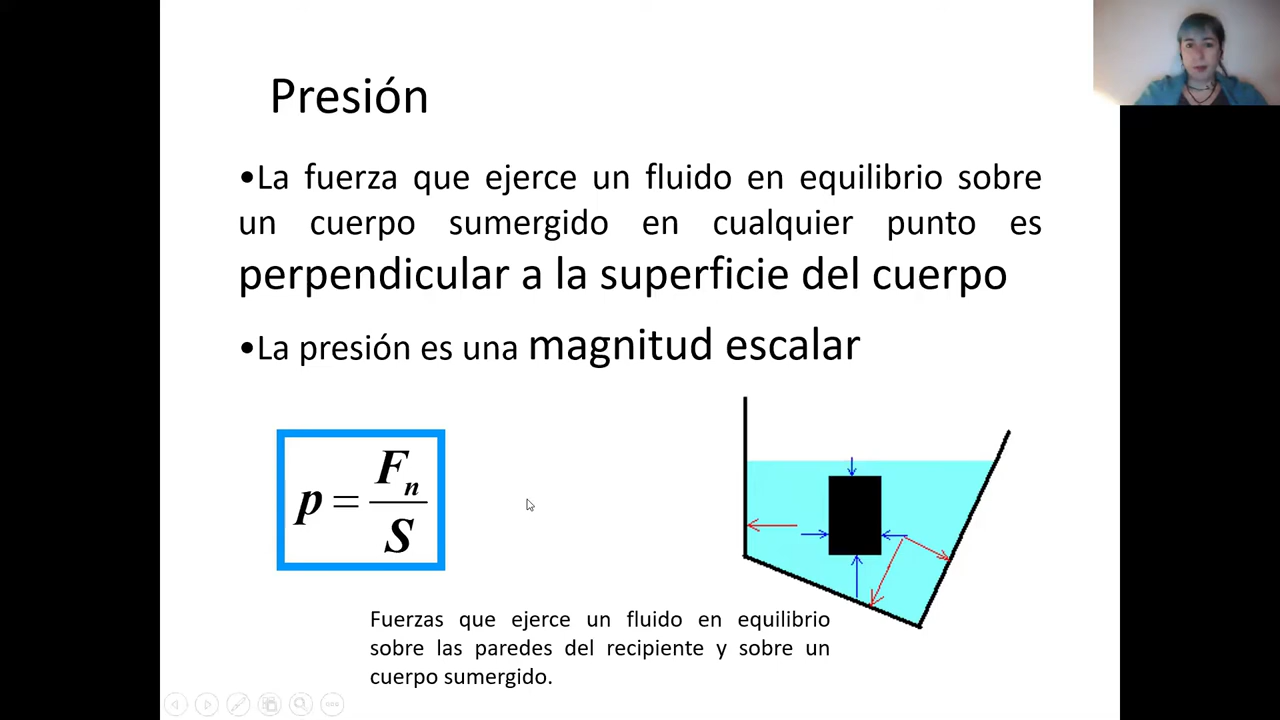 Presión
•La fuerza que ejerce un fluido en equilibrio sobre
un cuerpo sumergido en cualquier punto es
perpendicular a la superficie del cuerpo
•La presión es una magnitud escalar
p = Fn / S
Fuerzas que ejerce un fluido en equilibrio
sobre las paredes del recipiente y sobre un
cuerpo sumergido.